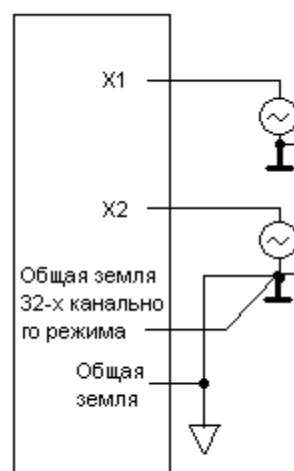 X1
X2
Общая земля
32-х канально
го режима
Общая
земля